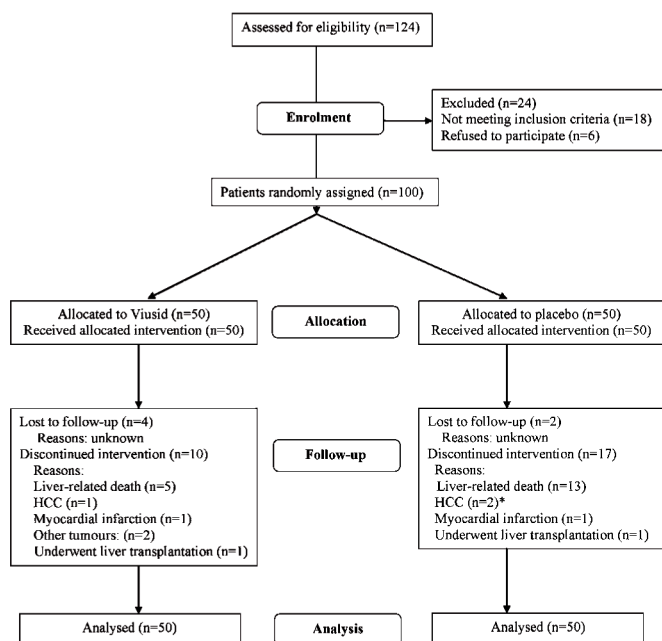 Assessed for eligibility (n=124)
Enrolment
Excluded (n=24)
Not meeting inclusion criteria (n=18)
Refused to participate (n=6)
Patients randomly assigned (n=100)
Allocated to Viusid (n=50)
Received allocated intervention (n=50)
Allocation
Allocated to placebo (n=50)
Received allocated intervention (n=50)
Lost to follow-up (n=4)
Reasons: unknown
Discontinued intervention (n=10)
Reasons:
Liver-related death (n=5)
HCC (n=1)
Myocardial infarction (n=1)
Other tumours: (n=2)
Underwent liver transplantation (n=1)
Follow-up
Lost to follow-up (n=2)
Reasons: unknown
Discontinued intervention (n=17)
Reasons:
Liver-related death (n=13)
HCC (n=2)*
Myocardial infarction (n=1)
Underwent liver transplantation (n=1)
Analysed (n=50)
Analysis
Analysed (n=50)